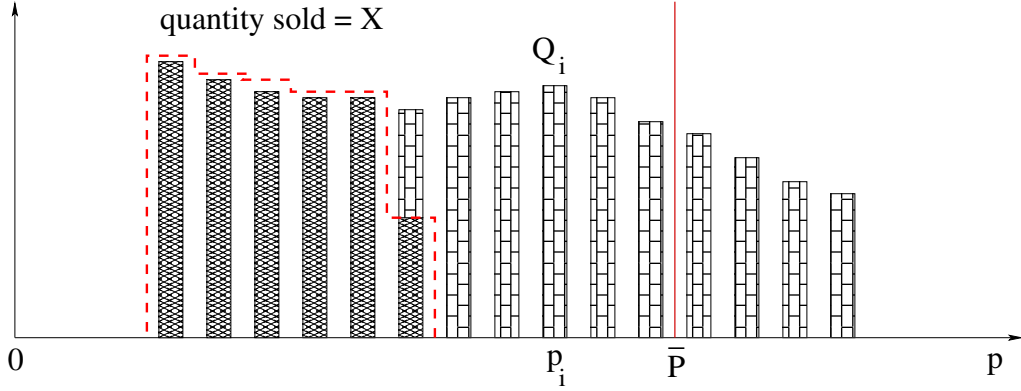 quantity sold = X
Q_i
0
p_i
P̄
p